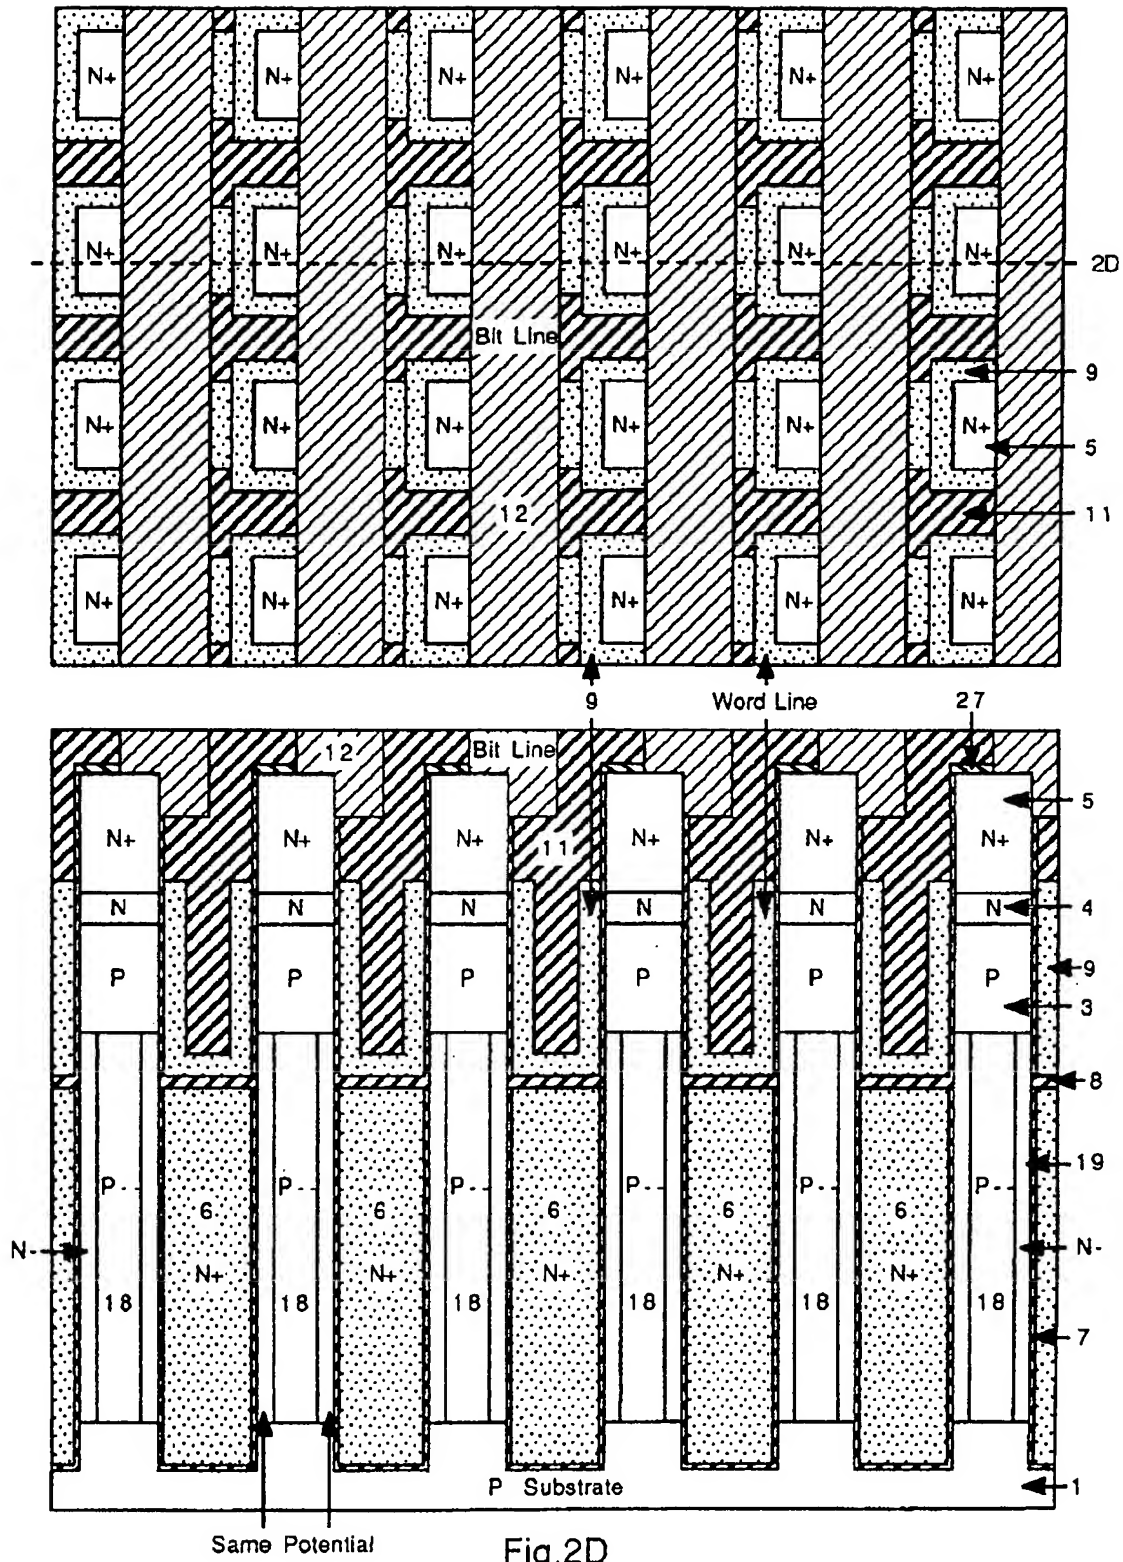 N+ N+ N+ N+ N+ N+
N+ N+ N+ N+ N+ N+
2D
Bit Line
9
N+ N+ N+ N+ N+ N+
5
12
11
N+ N+ N+ N+ N+ N+
9 Word Line 27
12 Bit Line
5
N+ N+ N+ N+ N+
11
N N N N N N 4
9
P P P P P P
3
8
19
P-- P-- P-- P-- P-- P--
6 6 6 6 6
N- N-
N+ N+ N+ N+ N+
18 18 18 18 18 18
7
P Substrate 1
Same Potential
Fig.2D